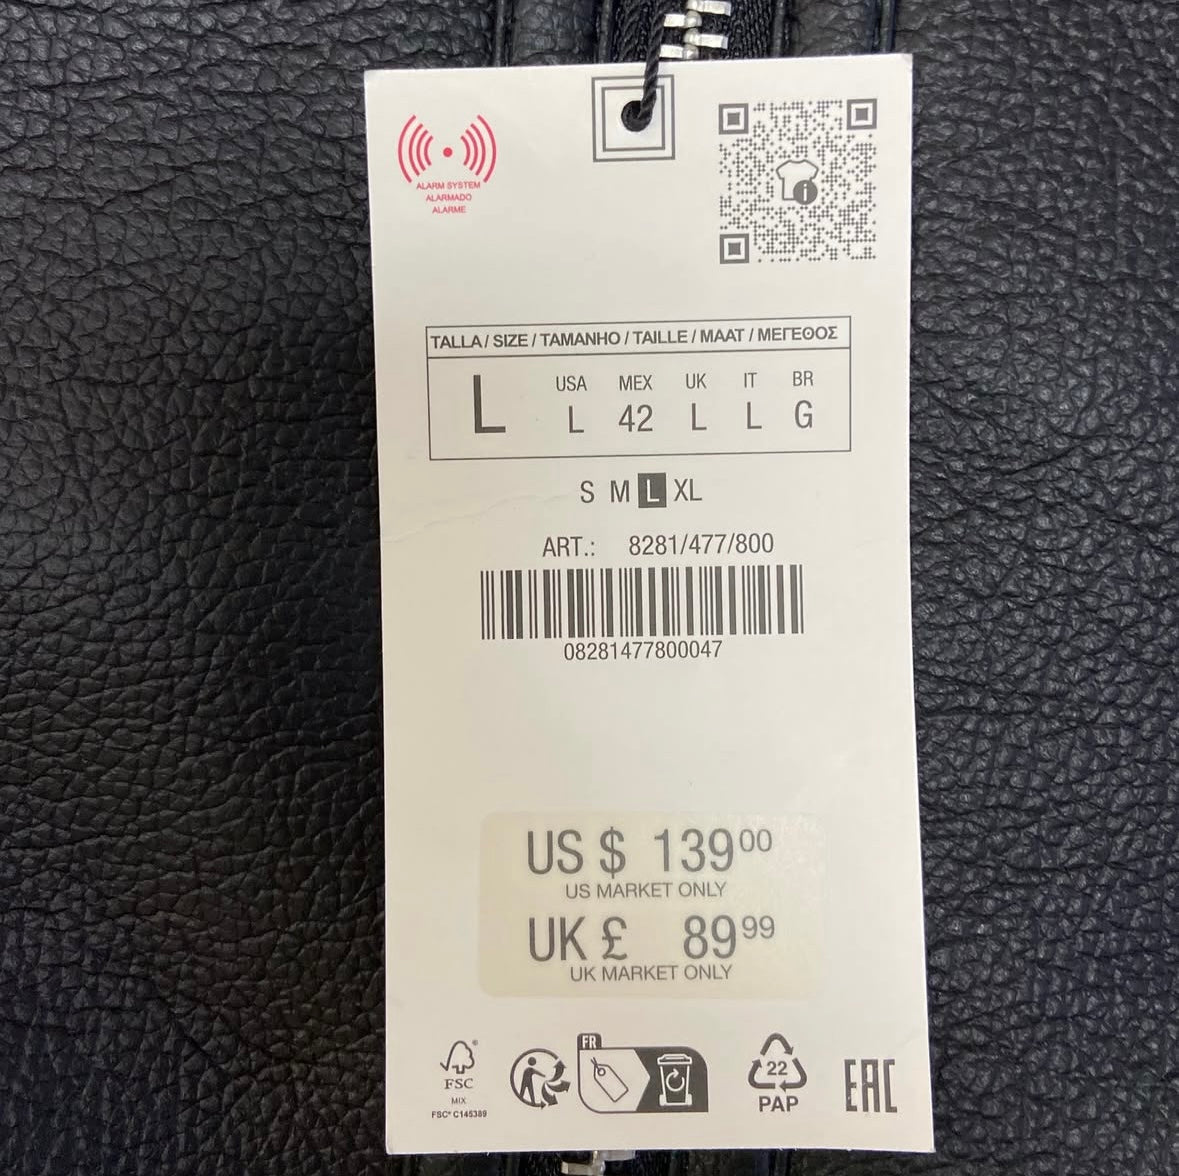 ALARM SYSTEM
ALARMADO
ALARME
i
TALLA / SIZE / TAMANHO / TAILLE / MAAT / ΜΕΓΕΘΟΣ
USA MEX UK IT BR
L L 42 L L G
S M L XL
ART.: 8281/477/800
08281477800047
US $ 139⁰⁰
US MARKET ONLY
UK £ 89⁹⁹
UK MARKET ONLY
FR
FSC®
MIX
FSC® C145389
22
PAP
EAC